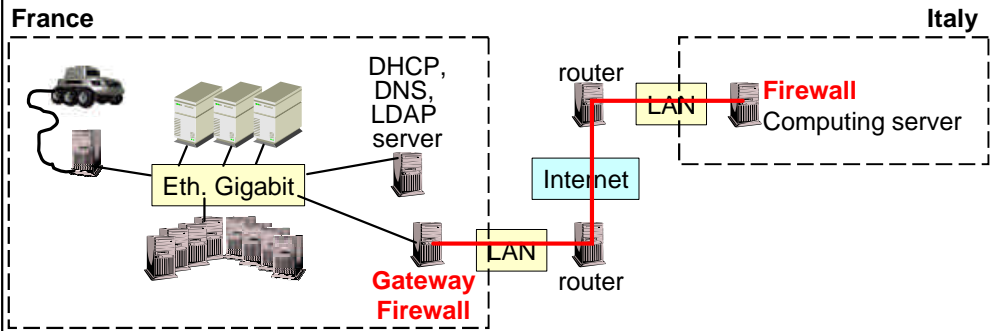 France
Italy
DHCP,
DNS,
LDAP
server
router
LAN
Firewall
Computing server
Eth. Gigabit
Internet
LAN
Gateway
Firewall
router